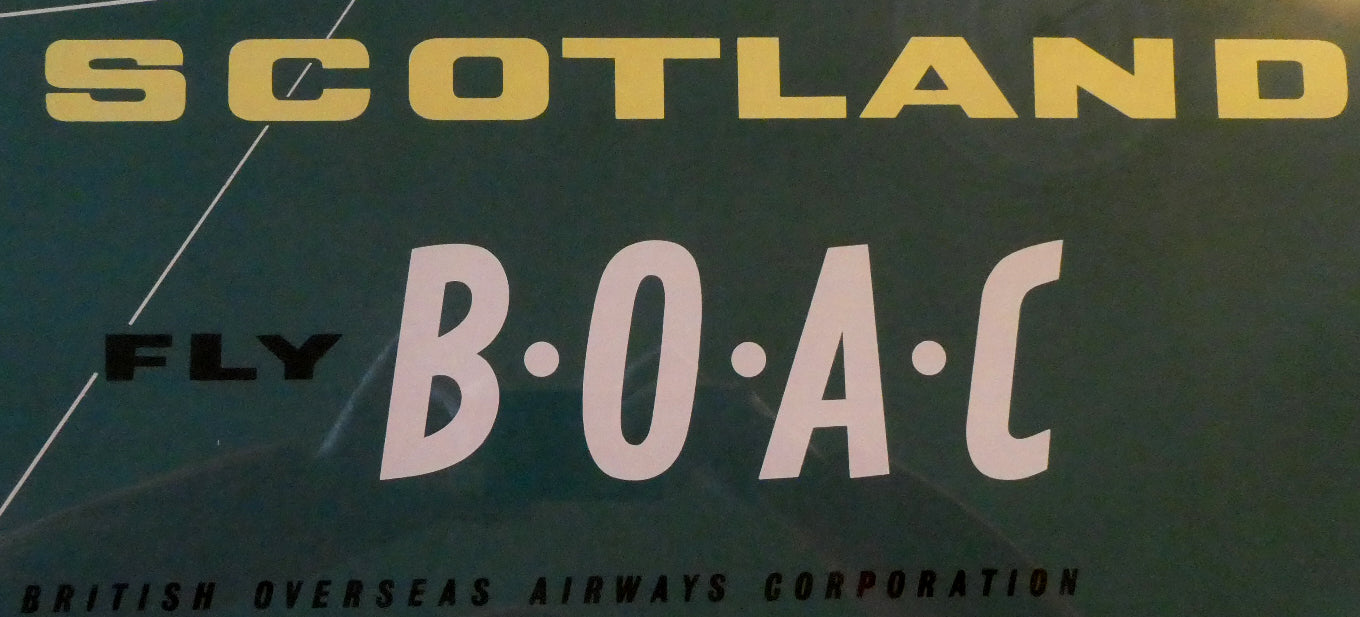 SCOTLAND
FLY B·O·A·C
BRITISH OVERSEAS AIRWAYS CORPORATION